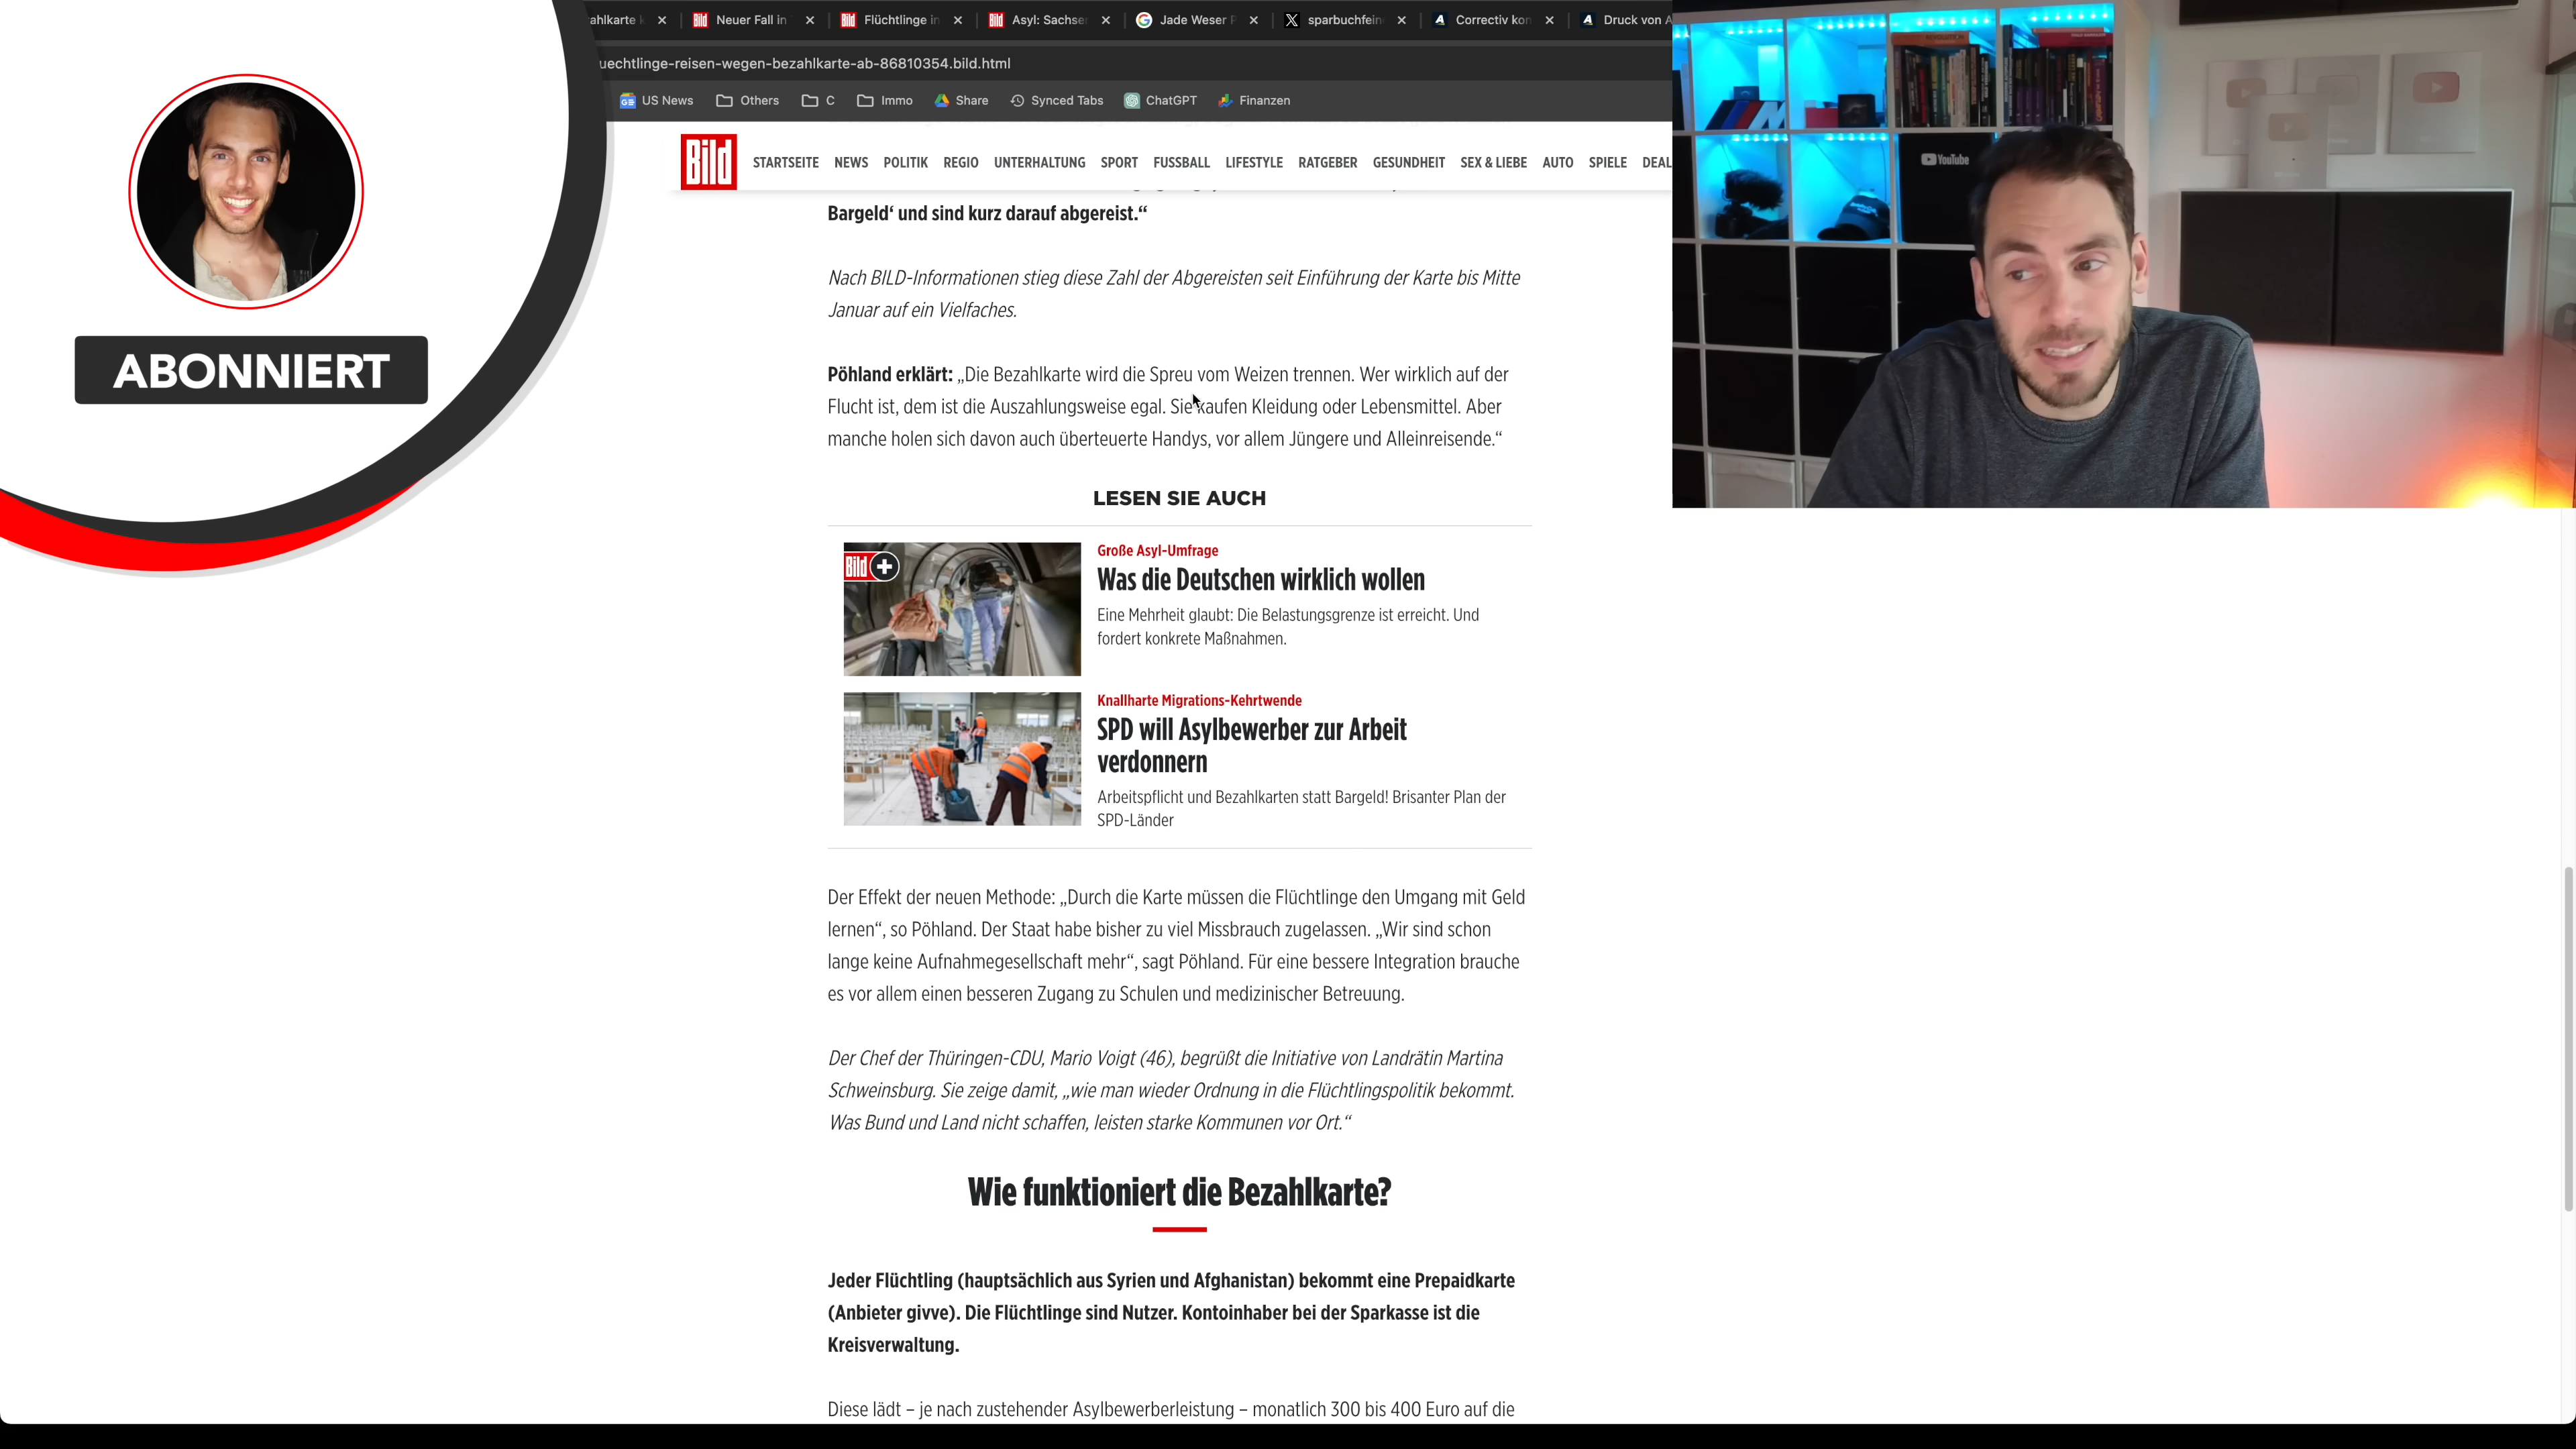 ahlkarte
Neuer Fall in
Flüchtlinge in
Asyl: Sachse
Jade Weser P
sparbuchfein
Correctiv kon
Druck von A
uechtlinge-reisen-wegen-bezahlkarte-ab-86810354.bild.html
US News
Others
C
Immo
Share
Synced Tabs
ChatGPT
Finanzen
ABONNIERT
Bild
STARTSEITE NEWS POLITIK REGIO UNTERHALTUNG SPORT FUSSBALL LIFESTYLE RATGEBER GESUNDHEIT SEX & LIEBE AUTO SPIELE DEAL
YouTube
Bargeld‘ und sind kurz darauf abgereist.“
Nach BILD-Informationen stieg diese Zahl der Abgereisten seit Einführung der Karte bis Mitte
Januar auf ein Vielfaches.
Pöhland erklärt: „Die Bezahlkarte wird die Spreu vom Weizen trennen. Wer wirklich auf der
Flucht ist, dem ist die Auszahlungsweise egal. Sie kaufen Kleidung oder Lebensmittel. Aber
manche holen sich davon auch überteuerte Handys, vor allem Jüngere und Alleinreisende.“
LESEN SIE AUCH
Bild +
Große Asyl-Umfrage
Was die Deutschen wirklich wollen
Eine Mehrheit glaubt: Die Belastungsgrenze ist erreicht. Und
fordert konkrete Maßnahmen.
Knallharte Migrations-Kehrtwende
SPD will Asylbewerber zur Arbeit
verdonnern
Arbeitspflicht und Bezahlkarten statt Bargeld! Brisanter Plan der
SPD-Länder
Der Effekt der neuen Methode: „Durch die Karte müssen die Flüchtlinge den Umgang mit Geld
lernen“, so Pöhland. Der Staat habe bisher zu viel Missbrauch zugelassen. „Wir sind schon
lange keine Aufnahmegesellschaft mehr“, sagt Pöhland. Für eine bessere Integration brauche
es vor allem einen besseren Zugang zu Schulen und medizinischer Betreuung.
Der Chef der Thüringen-CDU, Mario Voigt (46), begrüßt die Initiative von Landrätin Martina
Schweinsburg. Sie zeige damit, „wie man wieder Ordnung in die Flüchtlingspolitik bekommt.
Was Bund und Land nicht schaffen, leisten starke Kommunen vor Ort.“
Wie funktioniert die Bezahlkarte?
Jeder Flüchtling (hauptsächlich aus Syrien und Afghanistan) bekommt eine Prepaidkarte
(Anbieter givve). Die Flüchtlinge sind Nutzer. Kontoinhaber bei der Sparkasse ist die
Kreisverwaltung.
Diese lädt – je nach zustehender Asylbewerberleistung – monatlich 300 bis 400 Euro auf die